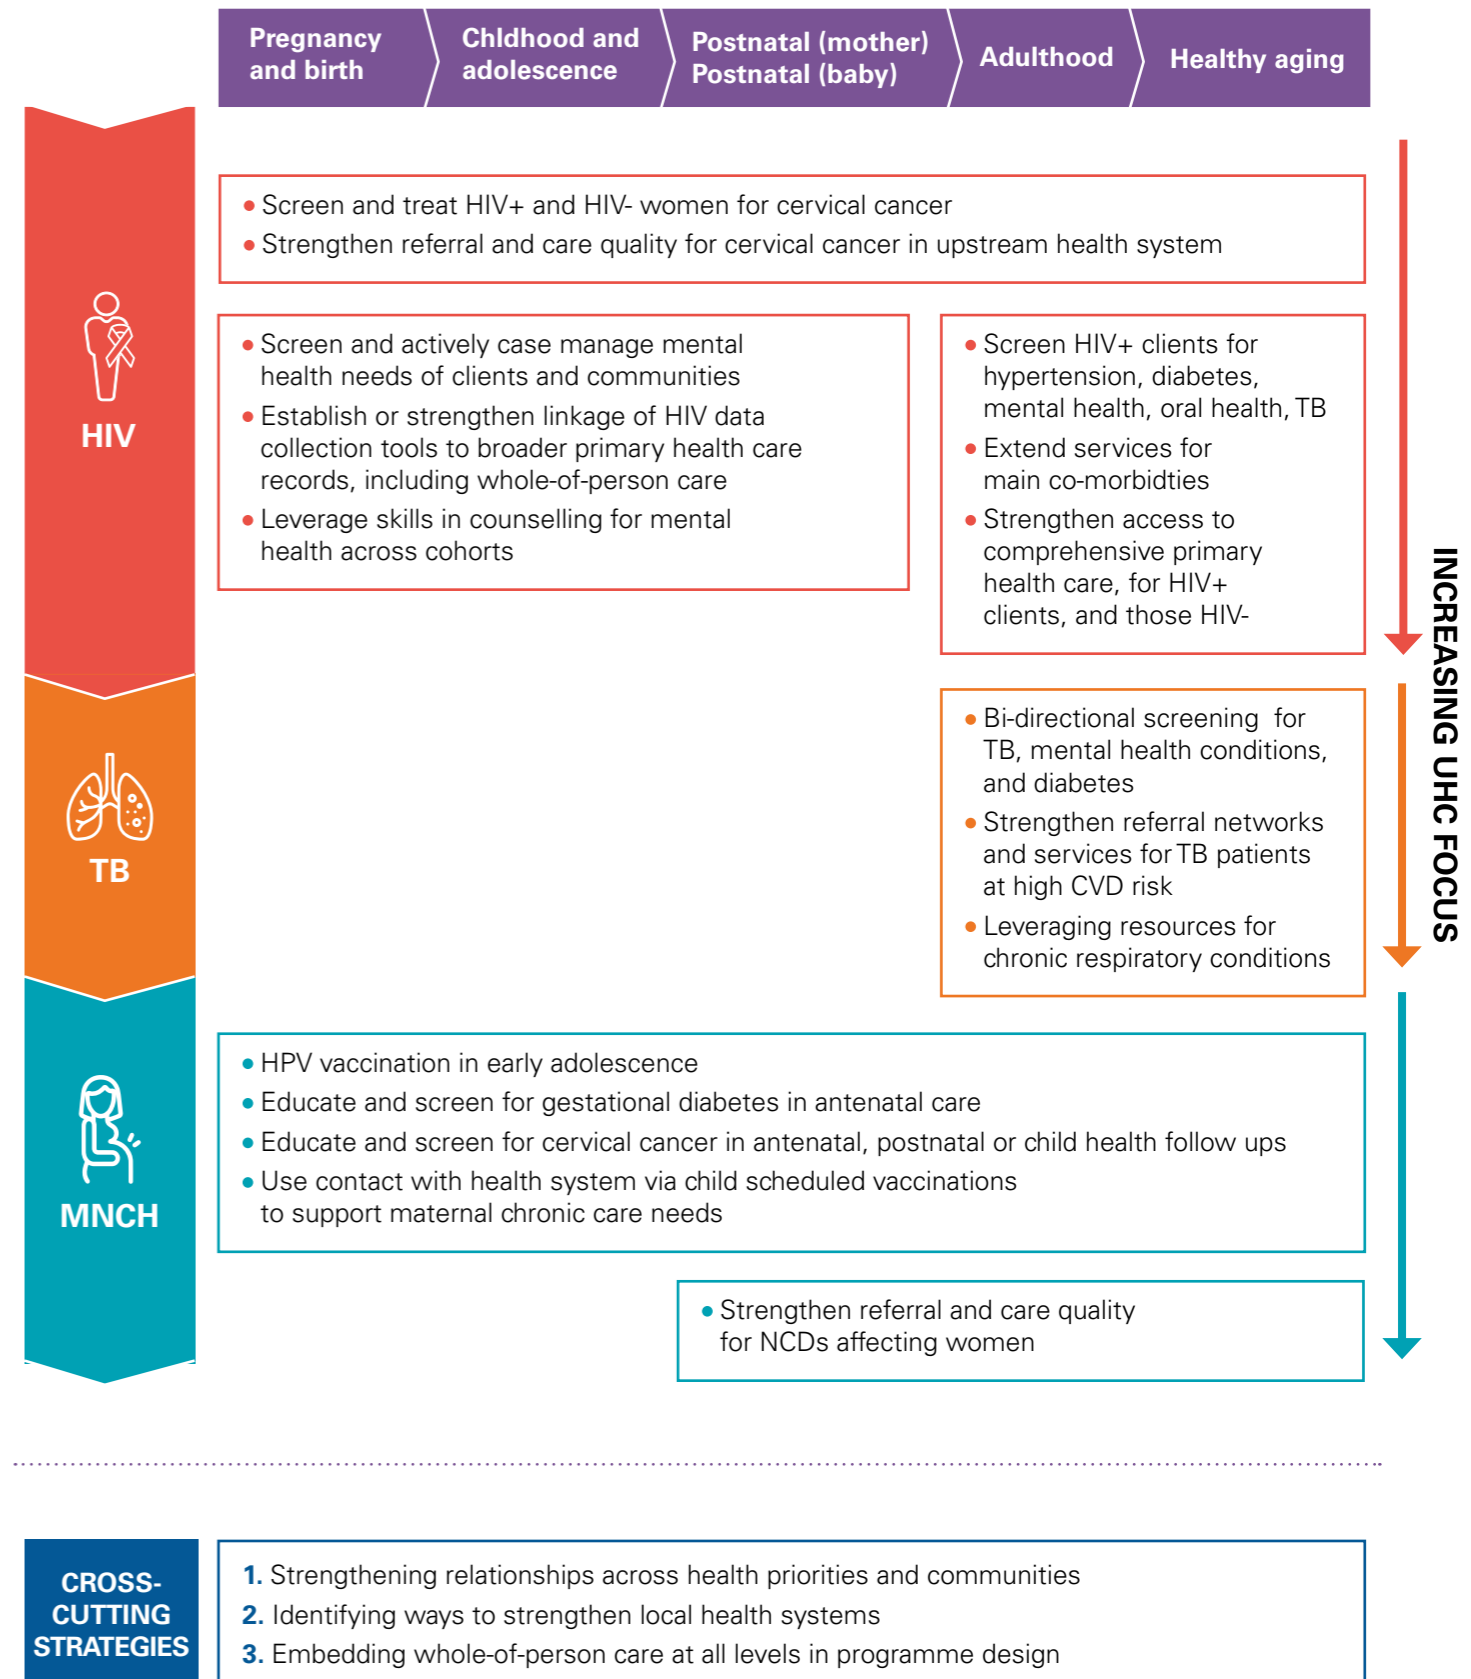 Pregnancy
and birth
Chldhood and
adolescence
Postnatal (mother)
Postnatal (baby)
Adulthood
Healthy aging
HIV
• Screen and treat HIV+ and HIV- women for cervical cancer
• Strengthen referral and care quality for cervical cancer in upstream health system
• Screen and actively case manage mental
health needs of clients and communities
• Establish or strengthen linkage of HIV data
collection tools to broader primary health care
records, including whole-of-person care
• Leverage skills in counselling for mental
health across cohorts
• Screen HIV+ clients for
hypertension, diabetes,
mental health, oral health, TB
• Extend services for
main co-morbidties
• Strengthen access to
comprehensive primary
health care, for HIV+
clients, and those HIV-
INCREASING UHC FOCUS
TB
• Bi-directional screening for
TB, mental health conditions,
and diabetes
• Strengthen referral networks
and services for TB patients
at high CVD risk
• Leveraging resources for
chronic respiratory conditions
MNCH
• HPV vaccination in early adolescence
• Educate and screen for gestational diabetes in antenatal care
• Educate and screen for cervical cancer in antenatal, postnatal or child health follow ups
• Use contact with health system via child scheduled vaccinations
to support maternal chronic care needs
• Strengthen referral and care quality
for NCDs affecting women
CROSS-
CUTTING
STRATEGIES
1. Strengthening relationships across health priorities and communities
2. Identifying ways to strengthen local health systems
3. Embedding whole-of-person care at all levels in programme design